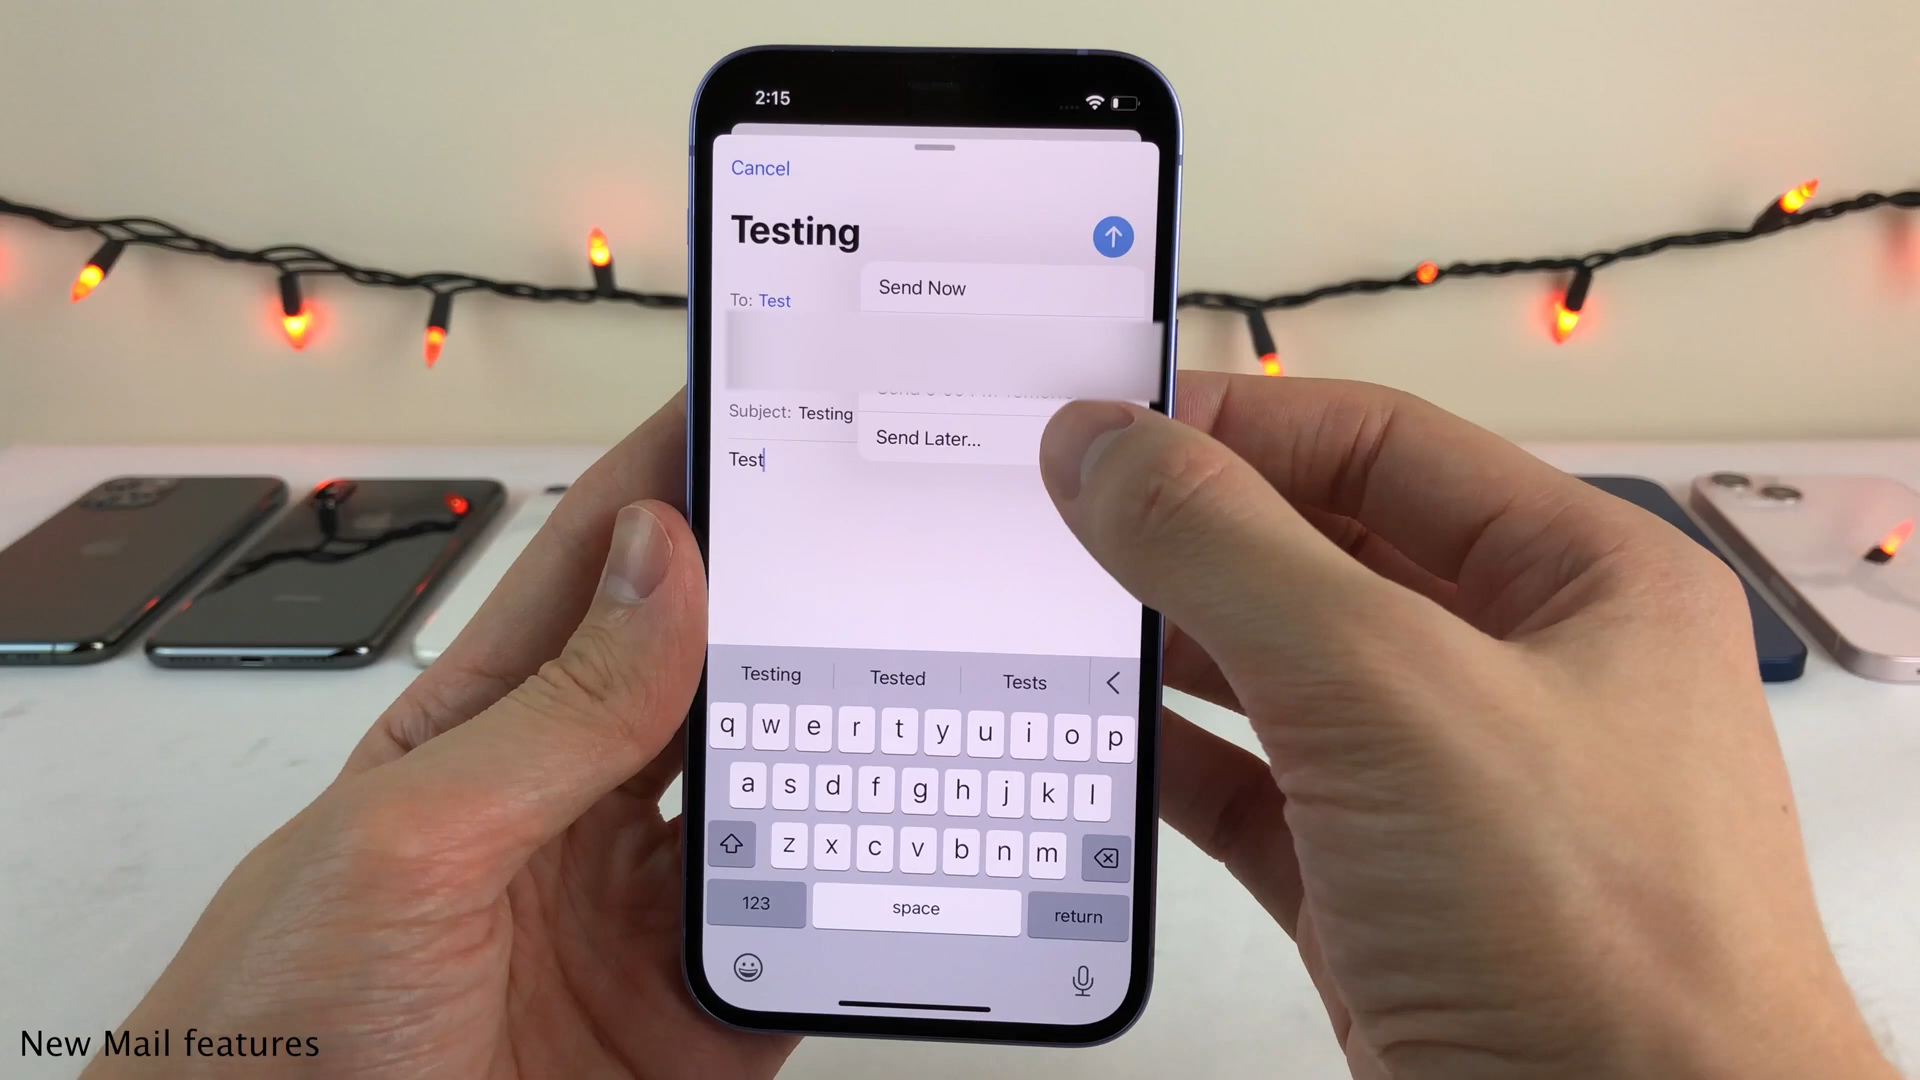 2:15
Cancel
Testing
Send Now
To: Test
Subject: Testing
Send Later...
Test
Testing Tested Tests
q w e r t y u i o p
a s d f g h j k l
z x c v b n m
123 space return
New Mail features